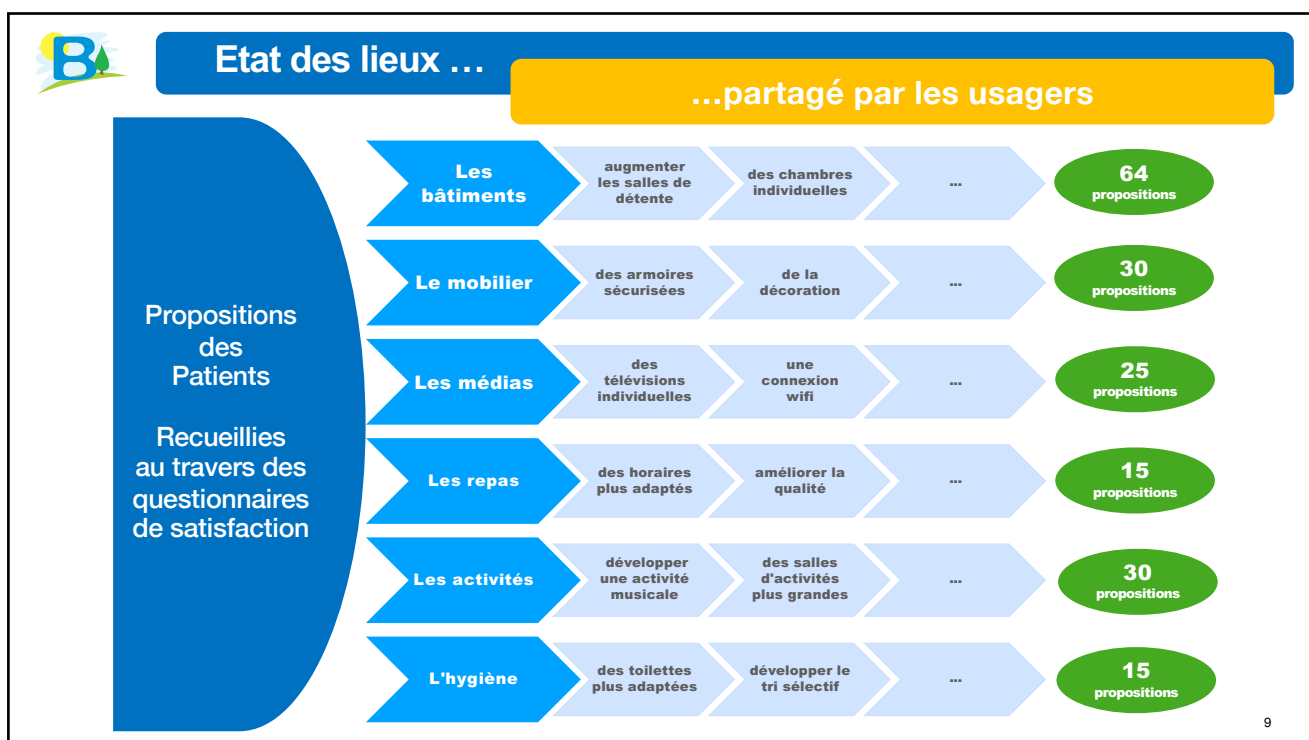 B
Etat des lieux …
…partagé par les usagers
Propositions
des
Patients
Recueillies
au travers des
questionnaires
de satisfaction
Les
bâtiments
augmenter
les salles de
détente
des chambres
individuelles
...
64
propositions
Le mobilier
des armoires
sécurisées
de la
décoration
...
30
propositions
Les médias
des
télévisions
individuelles
une
connexion
wifi
...
25
propositions
Les repas
des horaires
plus adaptés
améliorer la
qualité
...
15
propositions
Les activités
développer
une activité
musicale
des salles
d'activités
plus grandes
...
30
propositions
L'hygiène
des toilettes
plus adaptées
développer le
tri sélectif
...
15
propositions
9